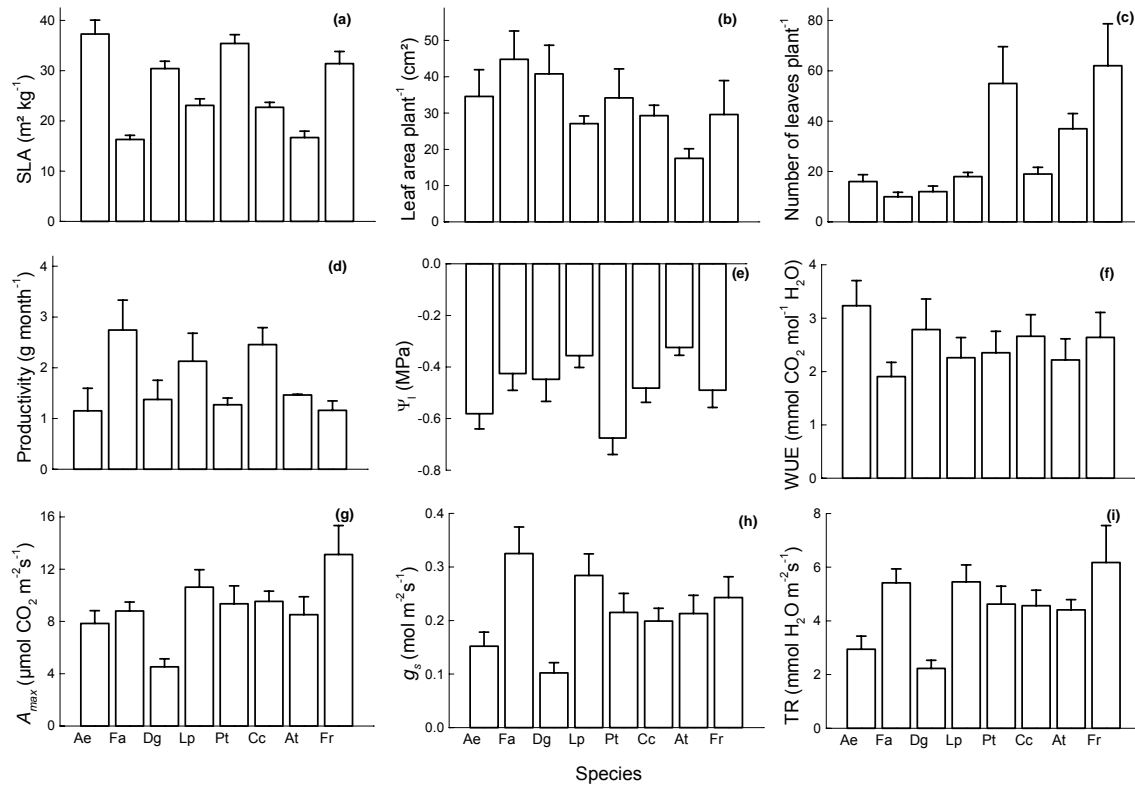 (a)
SLA (m² kg⁻¹)
40
30
20
10
0
(b)
Leaf area plant⁻¹ (cm²)
50
40
30
20
10
0
(c)
Number of leaves plant⁻¹
80
60
40
20
0
(d)
Productivity (g month⁻¹)
4
3
2
1
0
(e)
Ψₗ (MPa)
0.0
-0.2
-0.4
-0.6
-0.8
(f)
WUE (mmol CO₂ mol⁻¹ H₂O)
4
3
2
1
0
(g)
Aₘₐₓ (µmol CO₂ m⁻²s⁻¹)
16
12
8
4
0
Ae Fa Dg Lp Pt Cc At Fr
(h)
gₛ (mol m⁻²s⁻¹)
0.4
0.3
0.2
0.1
0.0
Ae Fa Dg Lp Pt Cc At Fr
(i)
TR (mmol H₂O m⁻²s⁻¹)
8
6
4
2
0
Ae Fa Dg Lp Pt Cc At Fr
Species